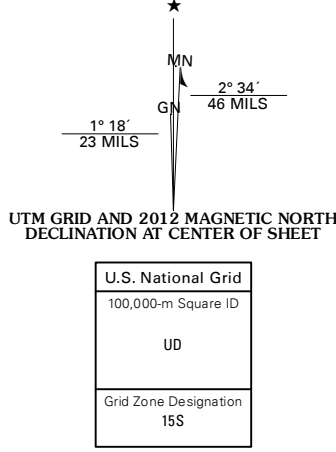 ★
MN
GN
2° 34´
46 MILS
1° 18´
23 MILS
UTM GRID AND 2012 MAGNETIC NORTH
DECLINATION AT CENTER OF SHEET
U.S. National Grid
100,000-m Square ID
UD
Grid Zone Designation
15S